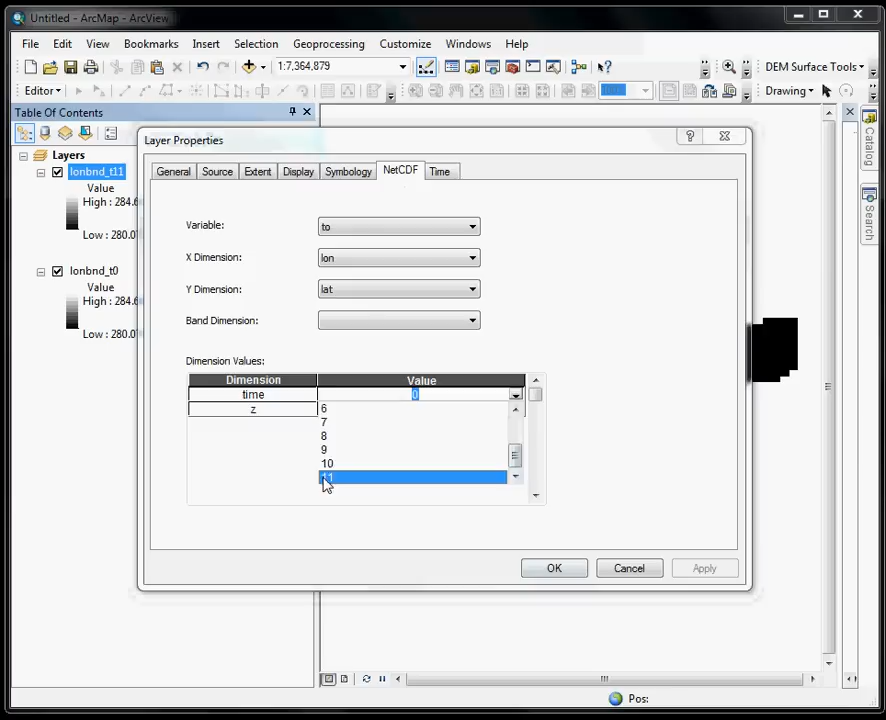 Untitled - ArcMap - ArcView
File Edit View Bookmarks Insert Selection Geoprocessing Customize Windows Help
1:7,364,879
DEM Surface Tools
Editor
Drawing
Table Of Contents
Layers
lonbnd_t11
Value
High : 284.6
Low : 280.0
lonbnd_t0
Value
High : 284.6
Low : 280.0
Layer Properties
General Source Extent Display Symbology NetCDF Time
Variable: to
X Dimension: lon
Y Dimension: lat
Band Dimension:
Dimension Values:
Dimension Value
time 0
z
6
7
8
9
10
11
OK Cancel Apply
Catalog
Search
Pos: